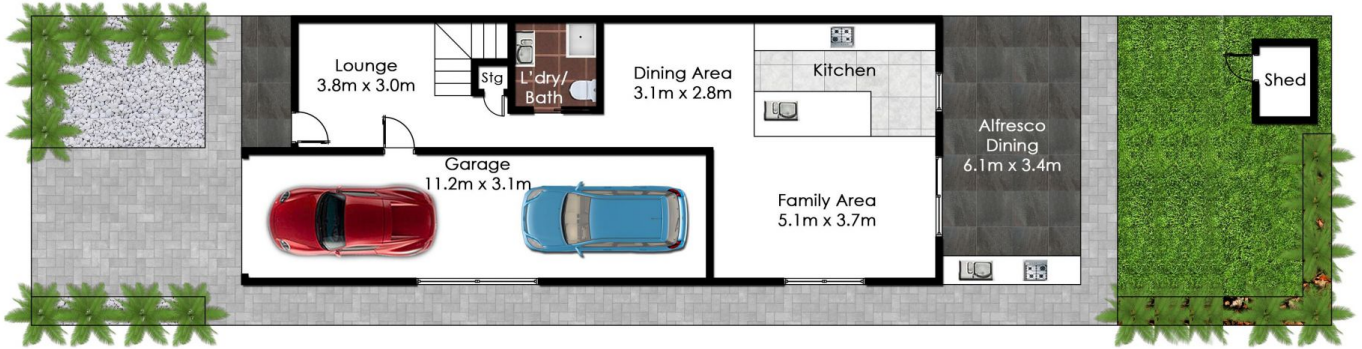 Lounge
3.8m x 3.0m
Stg
L'dry/
Bath
Dining Area
3.1m x 2.8m
Kitchen
Alfresco
Dining
6.1m x 3.4m
Shed
Garage
11.2m x 3.1m
Family Area
5.1m x 3.7m